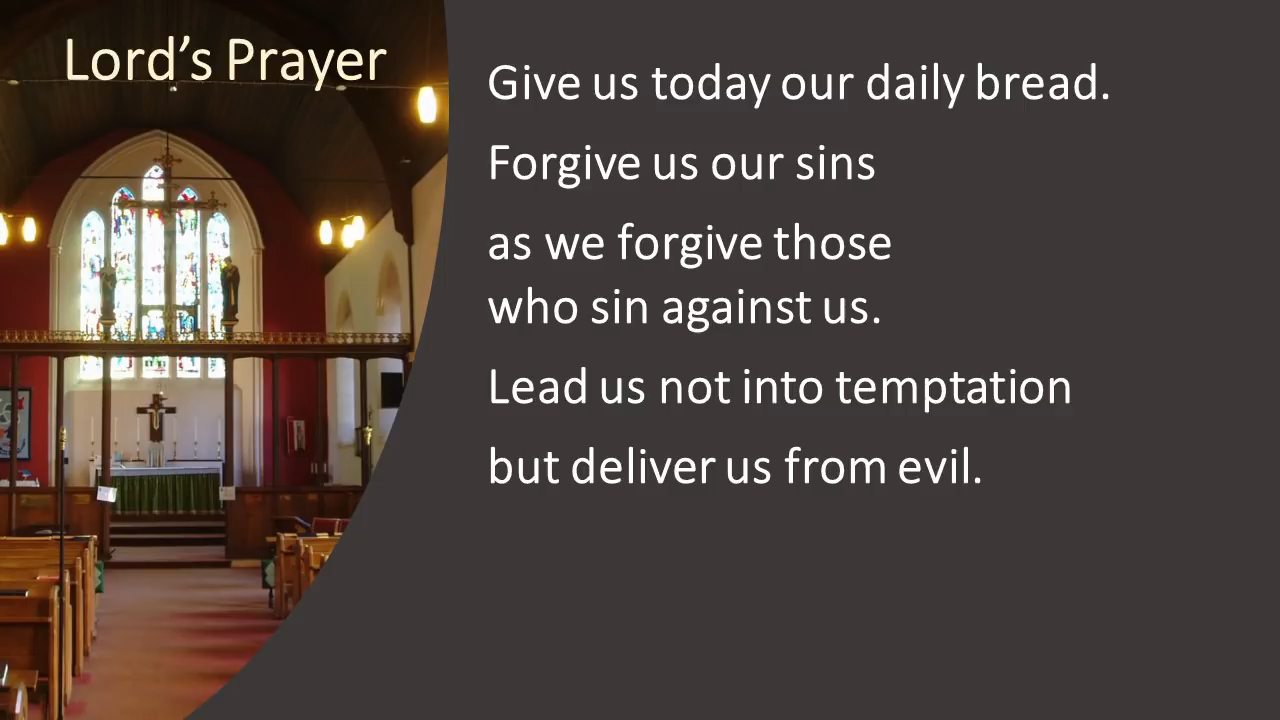 Lord’s Prayer
Give us today our daily bread.
Forgive us our sins
as we forgive those
who sin against us.
Lead us not into temptation
but deliver us from evil.